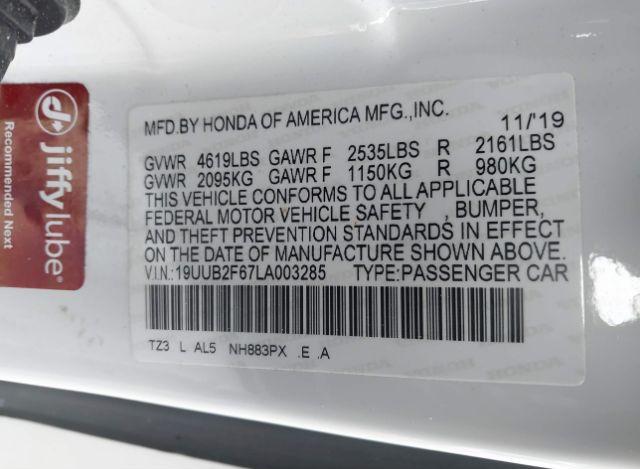 MFD.BY HONDA OF AMERICA MFG.,INC. 11/'19
GVWR 4619LBS GAWR F 2535LBS R 2161LBS
GVWR 2095KG GAWR F 1150KG R 980KG
THIS VEHICLE CONFORMS TO ALL APPLICABLE
FEDERAL MOTOR VEHICLE SAFETY , BUMPER,
AND THEFT PREVENTION STANDARDS IN EFFECT
ON THE DATE OF MANUFACTURE SHOWN ABOVE.
V.I.N.:19UUB2F67LA003285 TYPE:PASSENGER CAR
TZ3 L AL5 NH883PX .E .A
jiffy lube
Recommended Next